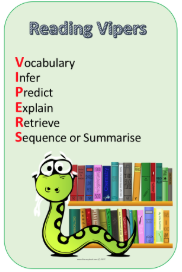 Reading Vipers
Vocabulary
Infer
Predict
Explain
Retrieve
Sequence or Summarise